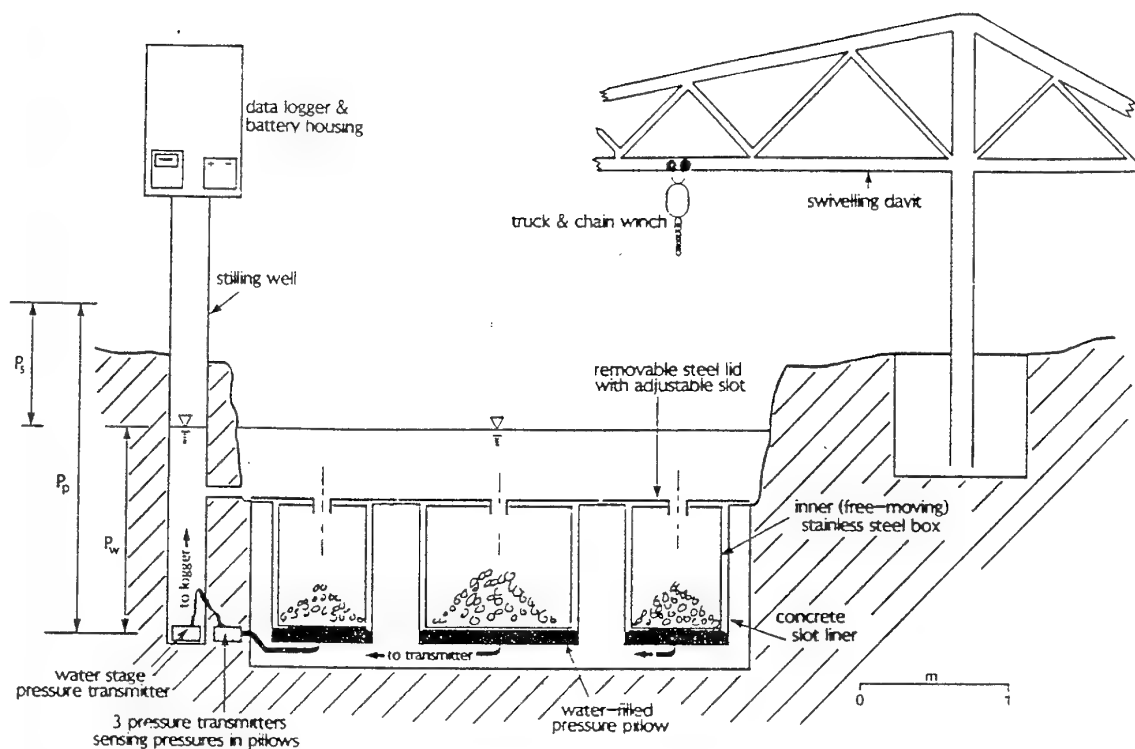 data logger &
battery housing
swivelling davit
truck & chain winch
stilling well
Ps
removable steel lid
with adjustable slot
Pp
Pw
to logger
inner (free-moving)
stainless steel box
concrete
slot liner
to transmitter
water stage
pressure transmitter
water-filled
pressure pillow
3 pressure transmitters
sensing pressures in pillows
m
0 1